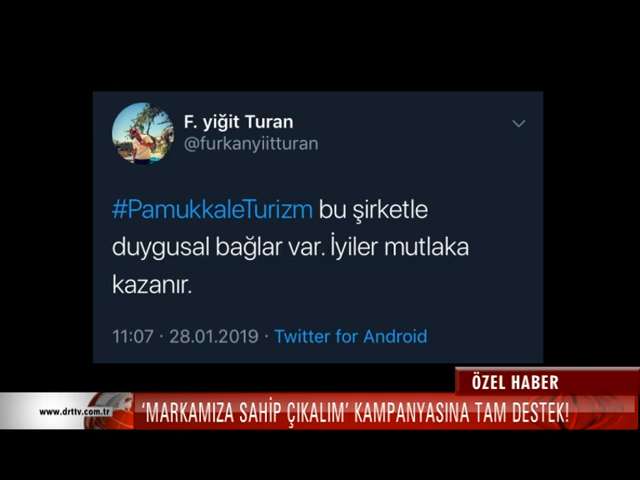 F. yiğit Turan
@furkanyiitturan
#PamukkaleTurizm bu şirketle
duygusal bağlar var. İyiler mutlaka
kazanır.
11:07 · 28.01.2019 · Twitter for Android
ÖZEL HABER
www.drttv.com.tr
‘MARKAMIZA SAHİP ÇIKALIM’ KAMPANYASINA TAM DESTEK!